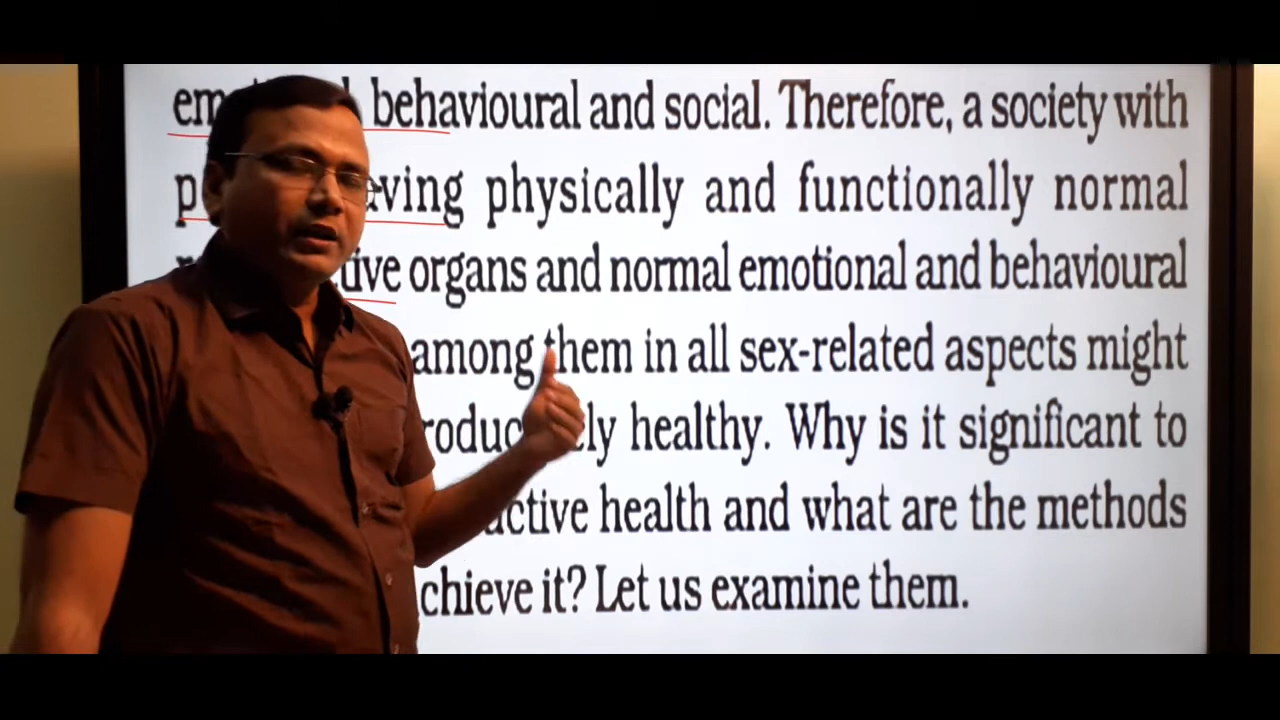 behavioural and social. Therefore, a society with
physically and functionally normal
organs and normal emotional and behavioural
among them in all sex-related aspects might
healthy. Why is it significant to
health and what are the methods
it? Let us examine them.